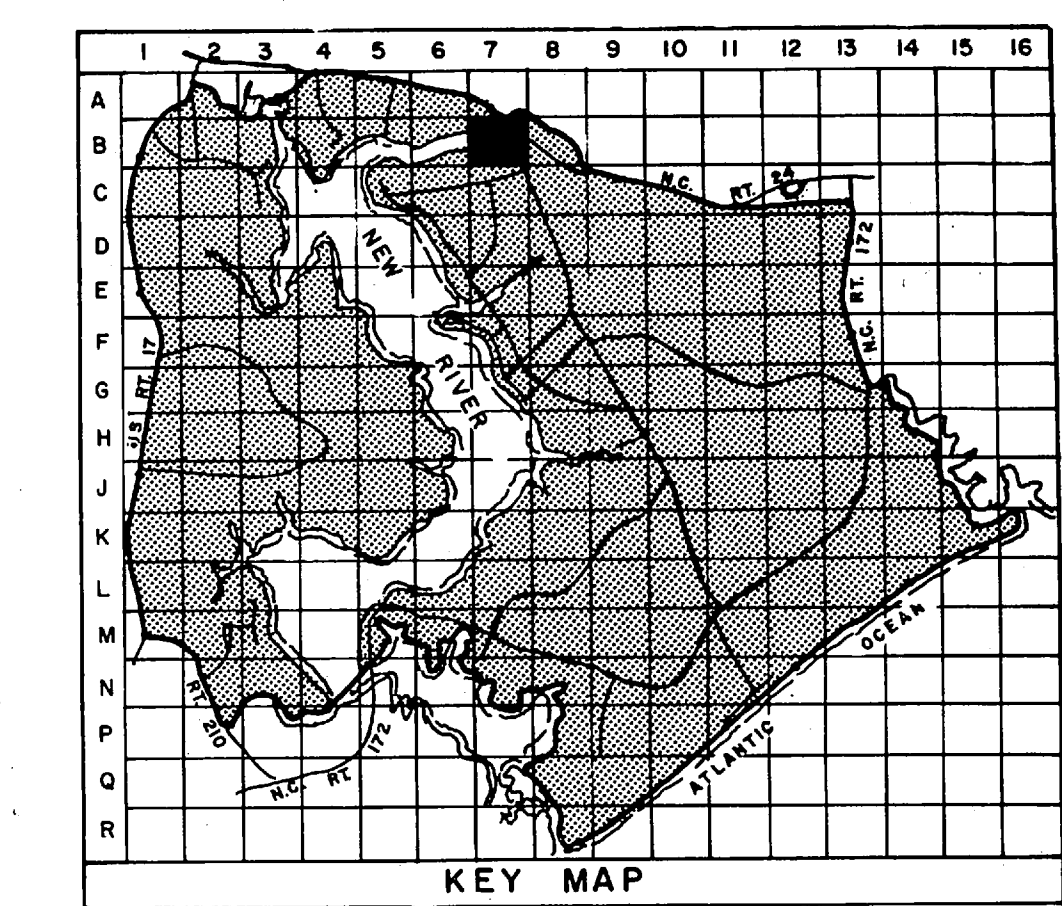 1 2 3 4 5 6 7 8 9 10 11 12 13 14 15 16
A
B
C
D
E
F
G
H
J
K
L
M
N
P
Q
R
N.C. RT. 24
N.C. RT. 172
NEW
RIVER
US RT. 17
RT. 210
N.C. RT. 172
ATLANTIC OCEAN
KEY MAP